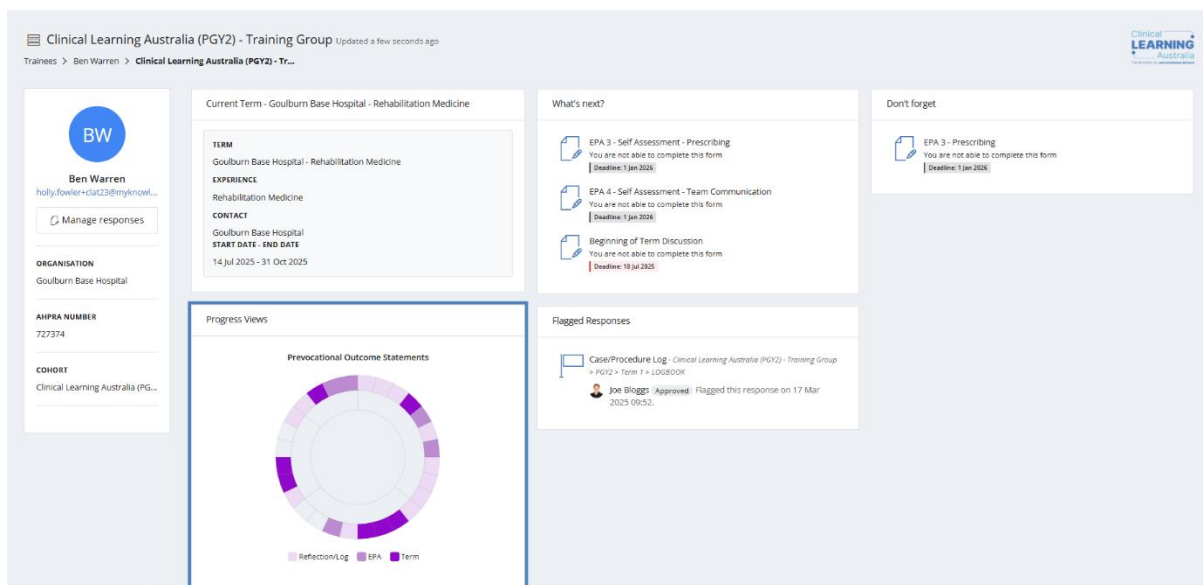 Clinical Learning Australia (PGY2) - Training Group Updated a few seconds ago
Trainees > Ben Warren > Clinical Learning Australia (PGY2) - Tr...
Clinical
LEARNING
Australia
BW
Ben Warren
holly.fowler+clat23@myknowl...
Manage responses
ORGANISATION
Goulburn Base Hospital
AHPRA NUMBER
727374
COHORT
Clinical Learning Australia (PG...
Current Term - Goulburn Base Hospital - Rehabilitation Medicine
TERM
Goulburn Base Hospital - Rehabilitation Medicine
EXPERIENCE
Rehabilitation Medicine
CONTACT
Goulburn Base Hospital
START DATE - END DATE
14 Jul 2025 - 31 Oct 2025
Progress Views
Prevocational Outcome Statements
Reflection/Log EPA Term
What's next?
EPA 3 - Self Assessment - Prescribing
You are not able to complete this form
Deadline: 1 Jan 2026
EPA 4 - Self Assessment - Team Communication
You are not able to complete this form
Deadline: 1 Jan 2026
Beginning of Term Discussion
You are not able to complete this form
Deadline: 18 Jul 2025
Flagged Responses
Case/Procedure Log - Clinical Learning Australia (PGY2) - Training Group
> PGY2 > Term 1 > LOGBOOK
Joe Bloggs Approved Flagged this response on 17 Mar
2025 09:52.
Don't forget
EPA 3 - Prescribing
You are not able to complete this form
Deadline: 1 Jan 2026